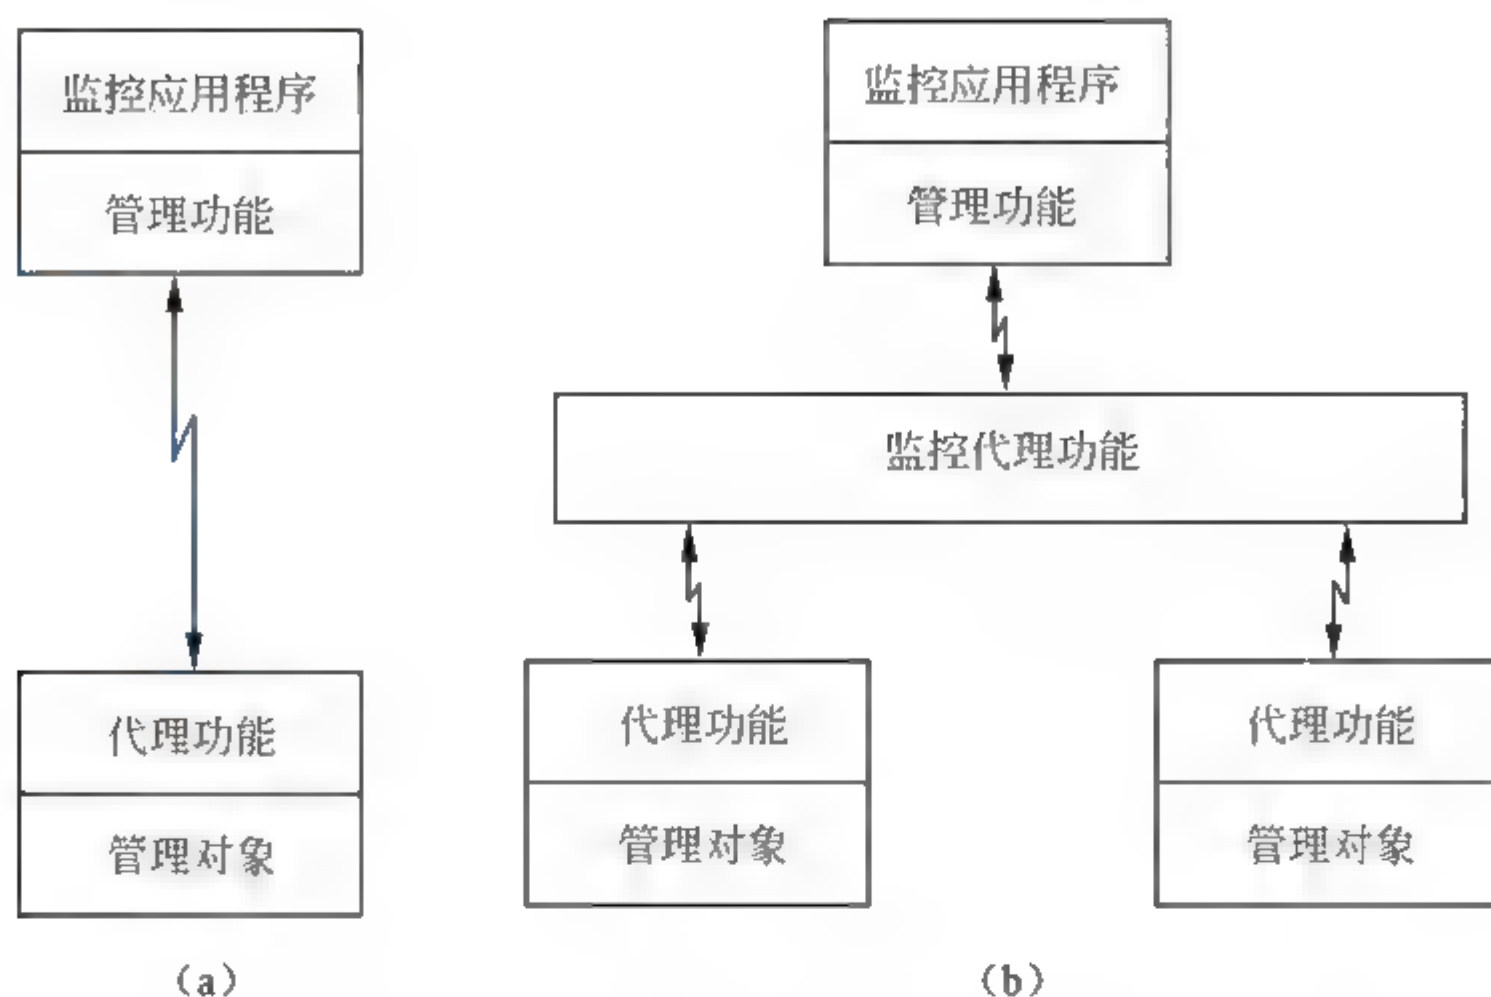 监控应用程序
管理功能
代理功能
管理对象
(a)
监控应用程序
管理功能
监控代理功能
代理功能
管理对象
代理功能
管理对象
(b)